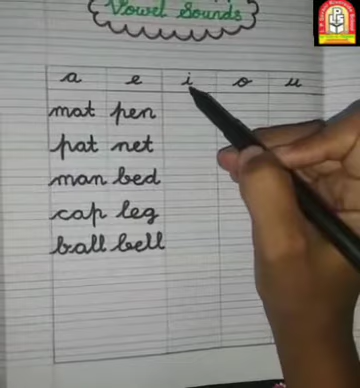 Vowel Sounds
a e i o u
mat pen
pat net
man bed
cap leg
ball bell